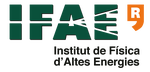 IFAE
Institut de Física
d'Altes Energies